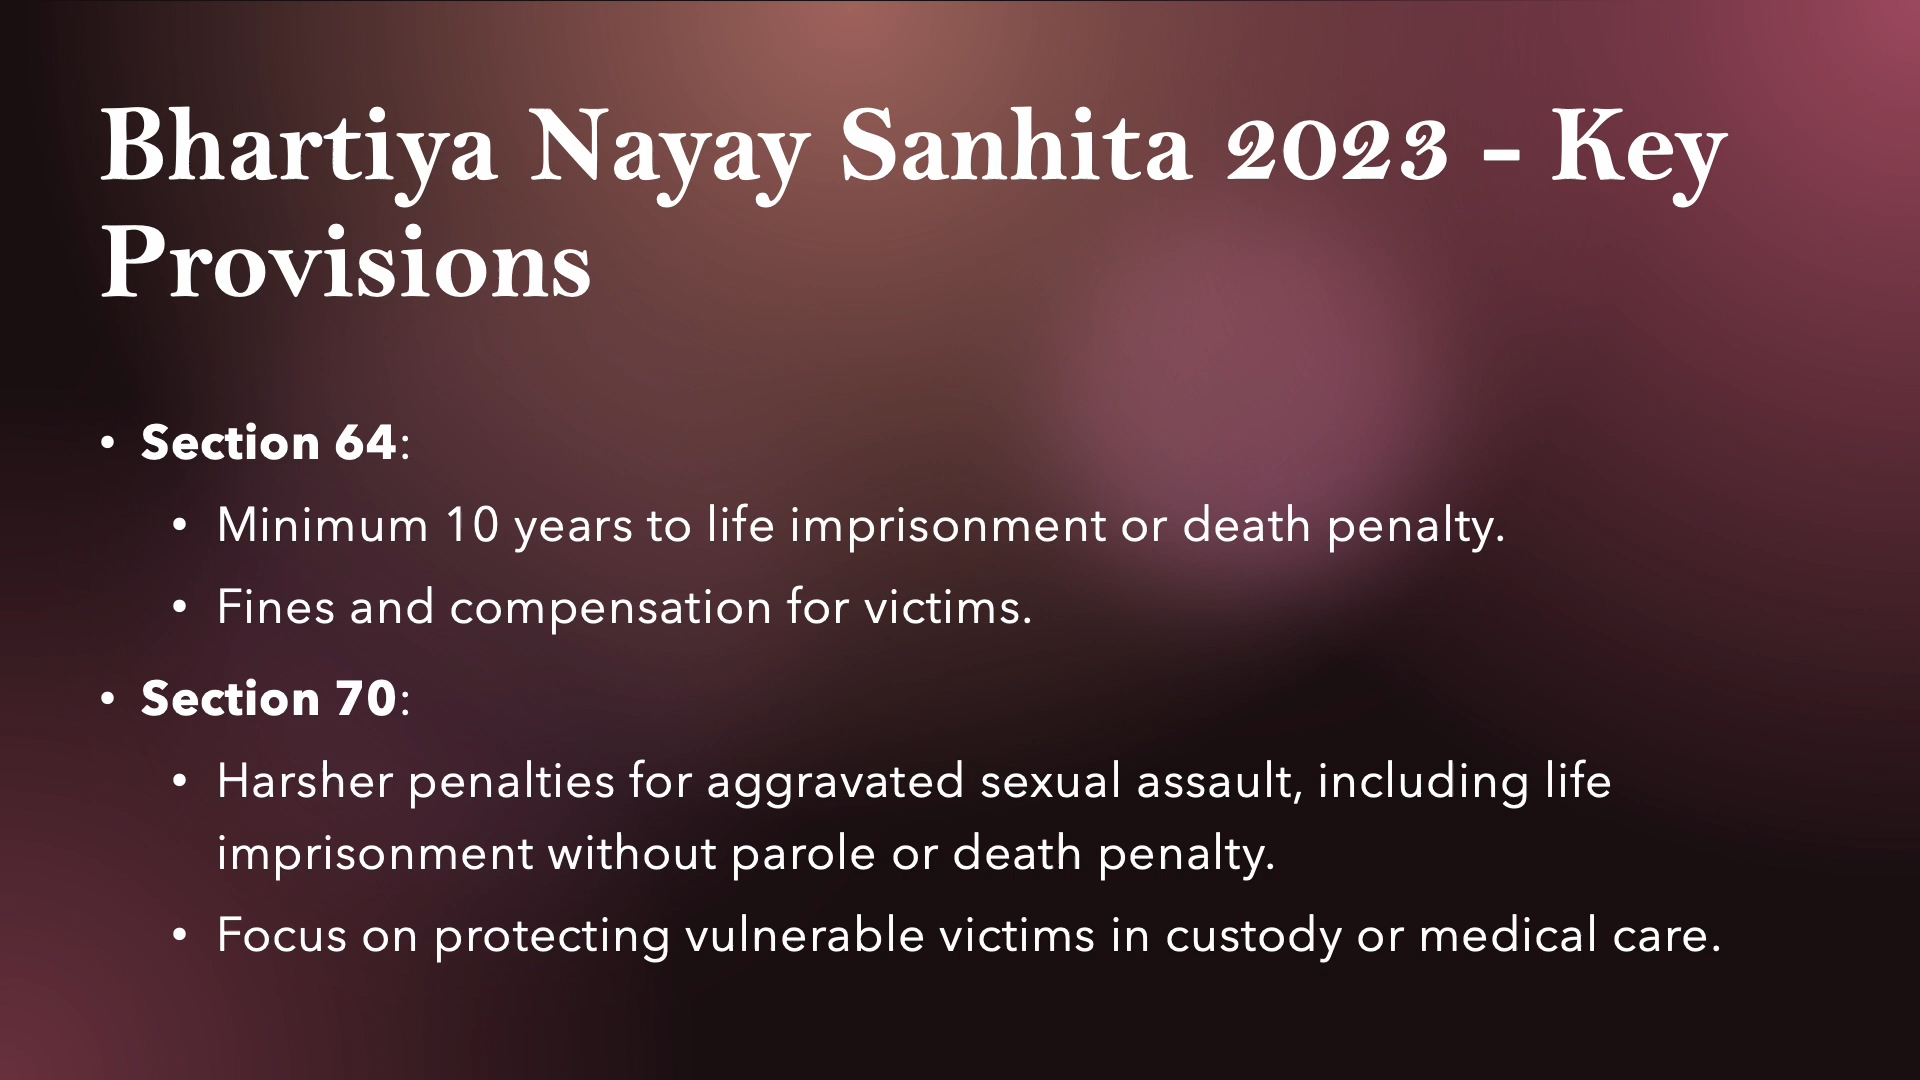 Bhartiya Nayay Sanhita 2023 - Key
Provisions
• Section 64:
• Minimum 10 years to life imprisonment or death penalty.
• Fines and compensation for victims.
• Section 70:
• Harsher penalties for aggravated sexual assault, including life
imprisonment without parole or death penalty.
• Focus on protecting vulnerable victims in custody or medical care.